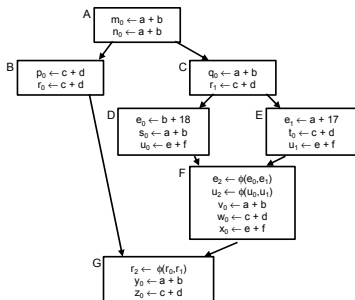 A
m₀ ← a + b
n₀ ← a + b
B
p₀ ← c + d
r₀ ← c + d
C
q₀ ← a + b
r₁ ← c + d
D
e₀ ← b + 18
s₀ ← a + b
u₀ ← e + f
E
e₁ ← a + 17
t₀ ← c + d
u₁ ← e + f
F
e₂ ← ϕ(e₀,e₁)
u₂ ← ϕ(u₀,u₁)
v₀ ← a + b
w₀ ← c + d
x₀ ← e + f
G
r₂ ← ϕ(r₀,r₁)
y₀ ← a + b
z₀ ← c + d